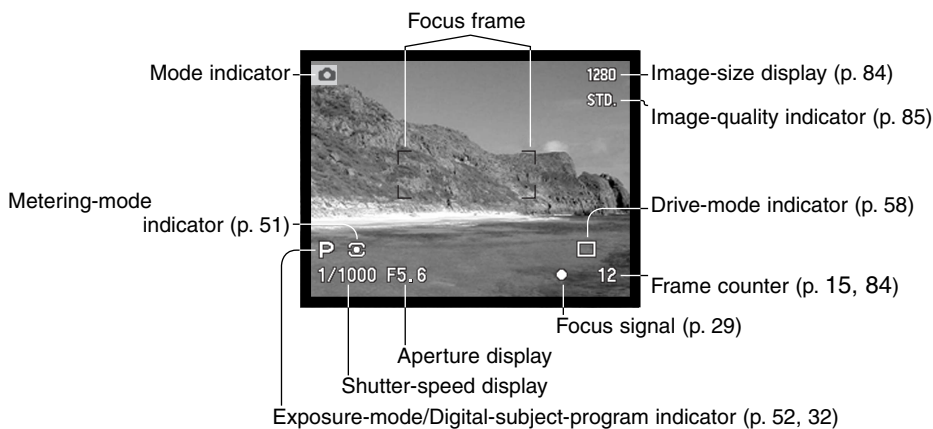 Focus frame
Mode indicator
1280
Image-size display (p. 84)
STD.
Image-quality indicator (p. 85)
Metering-mode
indicator (p. 51)
Drive-mode indicator (p. 58)
P
1/1000 F5.6
12
Frame counter (p. 15, 84)
Focus signal (p. 29)
Aperture display
Shutter-speed display
Exposure-mode/Digital-subject-program indicator (p. 52, 32)